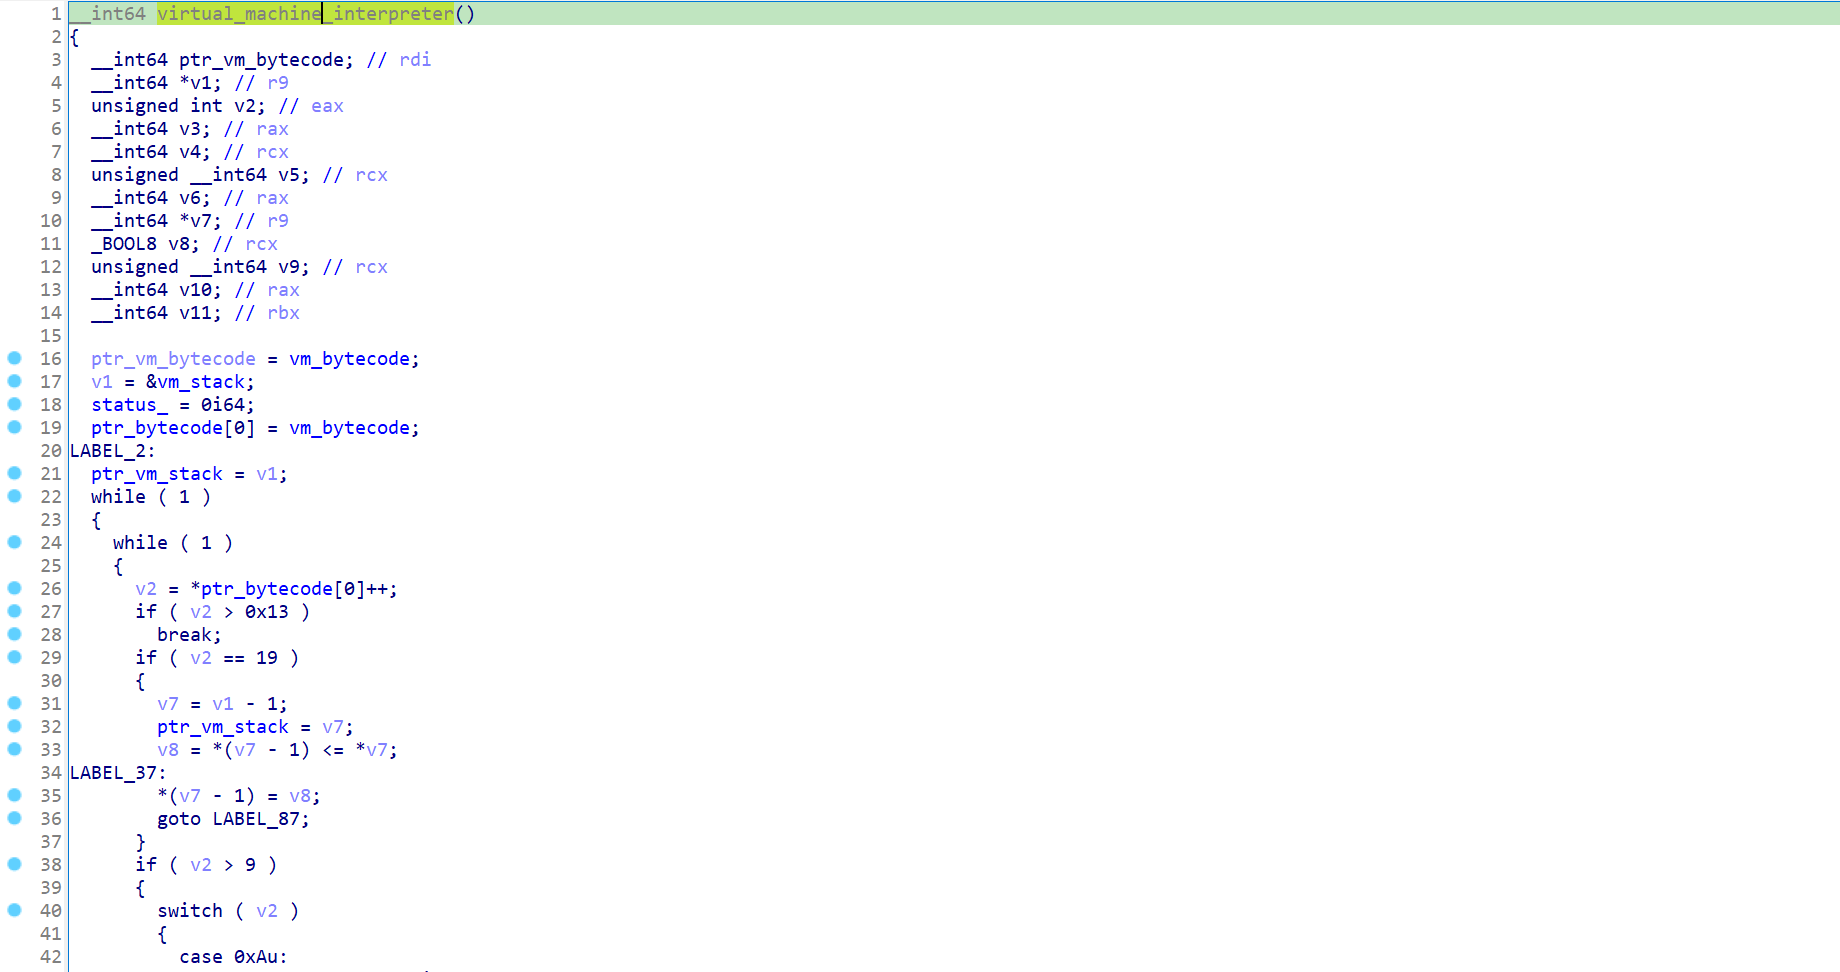 1 __int64 virtual_machine_interpreter()
2 {
3   __int64 ptr_vm_bytecode; // rdi
4   __int64 *v1; // r9
5   unsigned int v2; // eax
6   __int64 v3; // rax
7   __int64 v4; // rcx
8   unsigned __int64 v5; // rcx
9   __int64 v6; // rax
10   __int64 *v7; // r9
11   _BOOL8 v8; // rcx
12   unsigned __int64 v9; // rcx
13   __int64 v10; // rax
14   __int64 v11; // rbx
15
16   ptr_vm_bytecode = vm_bytecode;
17   v1 = &vm_stack;
18   status_ = 0i64;
19   ptr_bytecode[0] = vm_bytecode;
20 LABEL_2:
21   ptr_vm_stack = v1;
22   while ( 1 )
23   {
24     while ( 1 )
25     {
26       v2 = *ptr_bytecode[0]++;
27       if ( v2 > 0x13 )
28         break;
29       if ( v2 == 19 )
30       {
31         v7 = v1 - 1;
32         ptr_vm_stack = v7;
33         v8 = *(v7 - 1) <= *v7;
34 LABEL_37:
35         *(v7 - 1) = v8;
36         goto LABEL_87;
37       }
38       if ( v2 > 9 )
39       {
40         switch ( v2 )
41         {
42           case 0xAu: